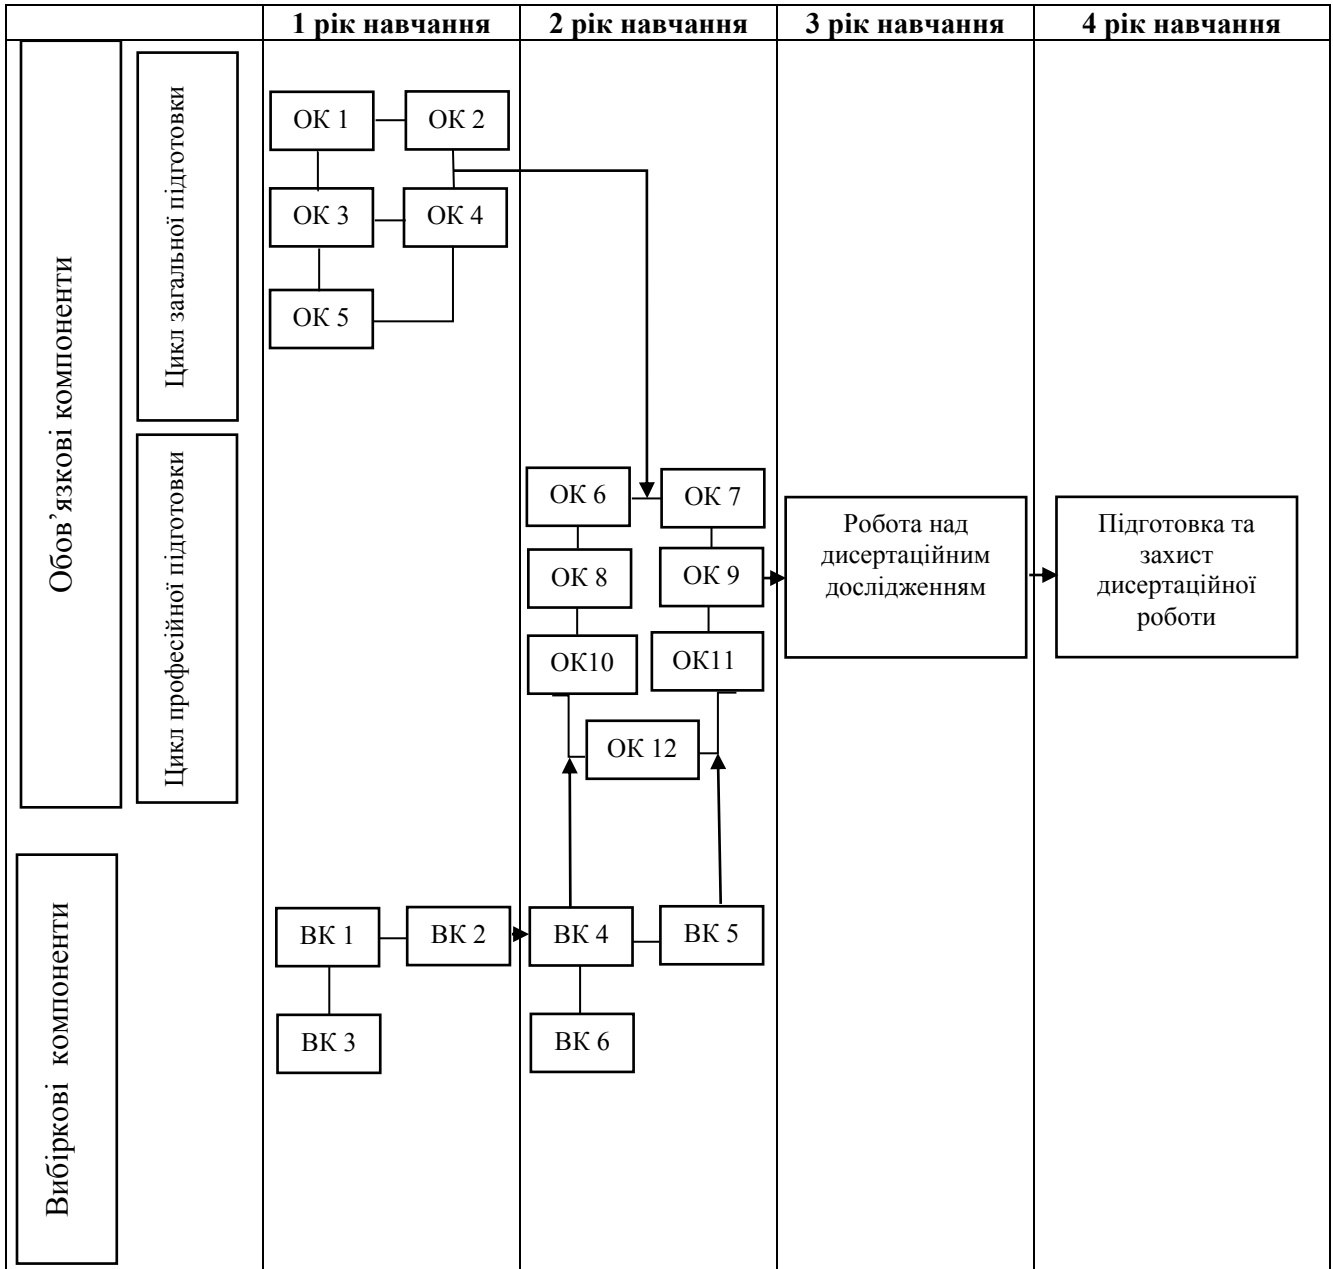 1 рік навчання
2 рік навчання
3 рік навчання
4 рік навчання
Обов’язкові компоненти
Цикл загальної підготовки
ОК 1
ОК 2
ОК 3
ОК 4
ОК 5
Цикл професійної підготовки
ОК 6
ОК 7
ОК 8
ОК 9
ОК10
ОК11
ОК 12
Робота над
дисертаційним
дослідженням
Підготовка та
захист
дисертаційної
роботи
Вибіркові компоненти
ВК 1
ВК 2
ВК 4
ВК 5
ВК 3
ВК 6